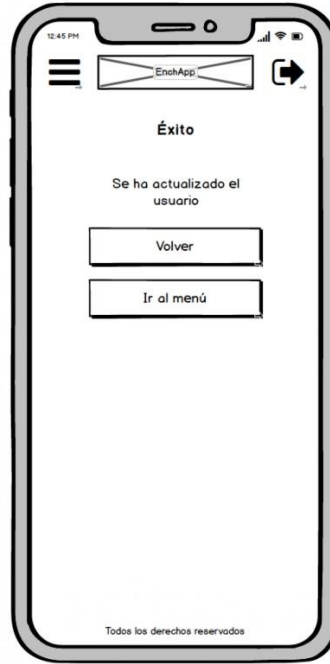 12:45 PM
EnchApp
Éxito
Se ha actualizado el
usuario
Volver
Ir al menú
Todos los derechos reservados